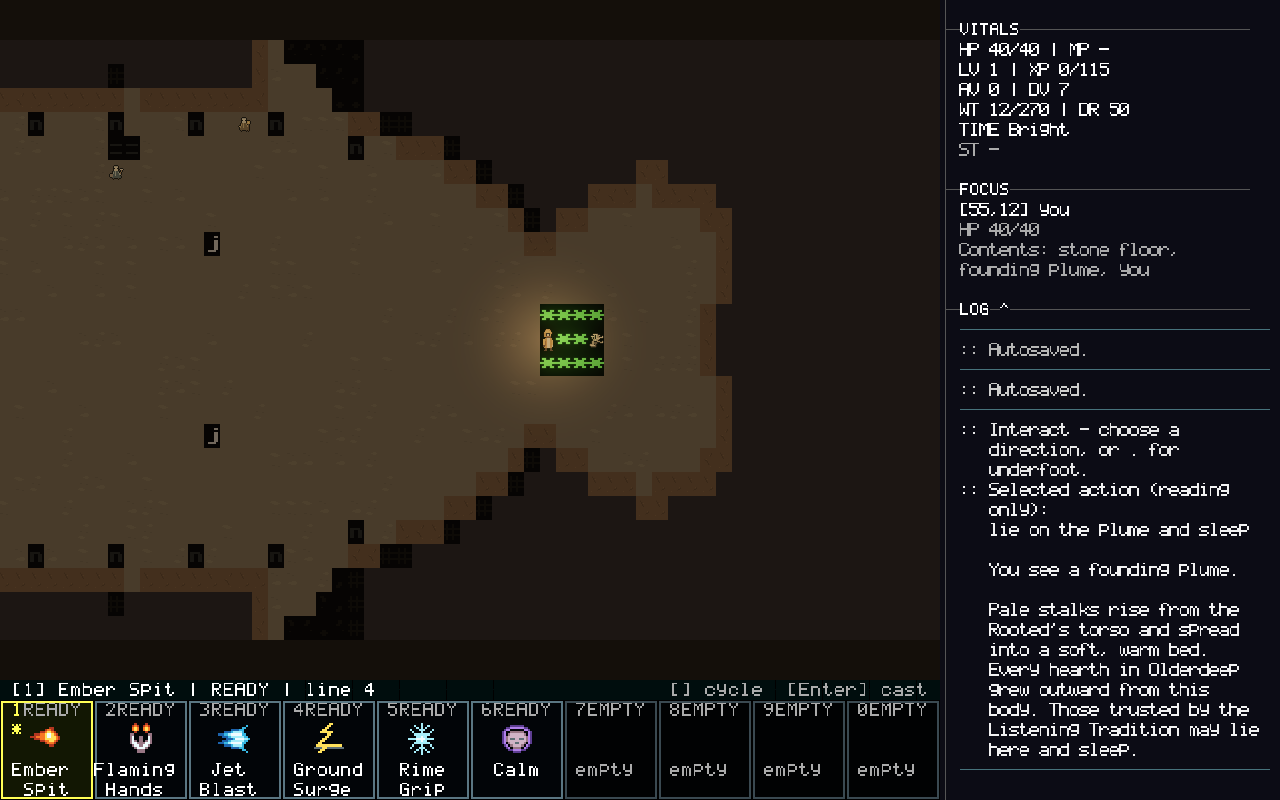 VITALS
HP 40/40 | MP -
LV 1 | XP 0/115
AV 0 | DV 7
WT 12/270 | DR 50
TIME Bright
ST -
FOCUS
[55,12] You
HP 40/40
Contents: stone floor,
founding Plume, You
LOG ^
:: Autosaved.
:: Autosaved.
:: Interact - choose a
direction, or . for
underfoot.
:: Selected action (reading
only):
lie on the Plume and sleep
You see a founding Plume.
Pale stalks rise from the
Rooted's torso and spread
into a soft, warm bed.
Every hearth in Olderdeep
grew outward from this
body. Those trusted by the
Listening Tradition may lie
here and sleep.
n n n n
n
j
j
n
n n n n
[1] Ember Spit | READY | line 4 [] cycle [Enter] cast
1READY 2READY 3READY 4READY 5READY 6READY 7EMPTY 8EMPTY 9EMPTY 0EMPTY
*
Ember Flaming Jet Ground Rime Calm empty empty empty empty
Spit Hands Blast Surge Grip